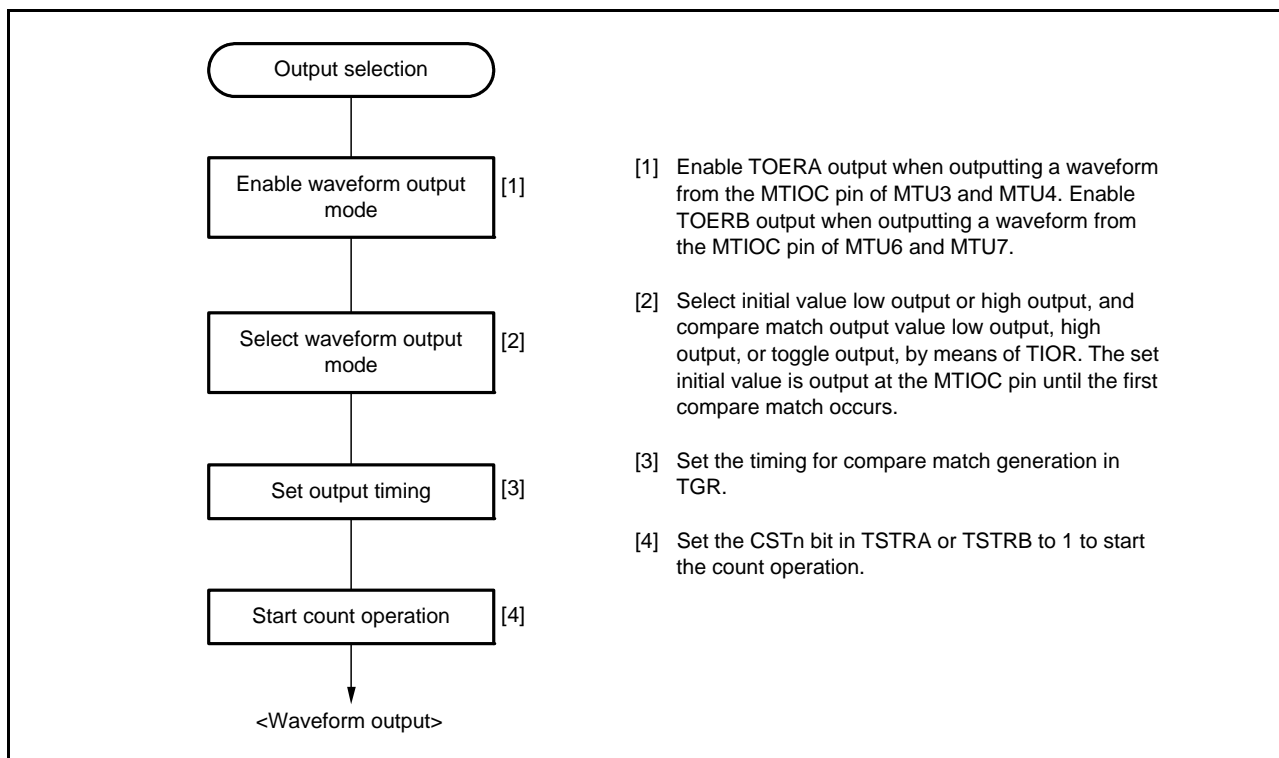 Output selection
Enable waveform output
mode
[1]
Select waveform output
mode
[2]
Set output timing
[3]
Start count operation
[4]
<Waveform output>
[1] Enable TOERA output when outputting a waveform
from the MTIOC pin of MTU3 and MTU4. Enable
TOERB output when outputting a waveform from
the MTIOC pin of MTU6 and MTU7.
[2] Select initial value low output or high output, and
compare match output value low output, high
output, or toggle output, by means of TIOR. The set
initial value is output at the MTIOC pin until the first
compare match occurs.
[3] Set the timing for compare match generation in
TGR.
[4] Set the CSTn bit in TSTRA or TSTRB to 1 to start
the count operation.